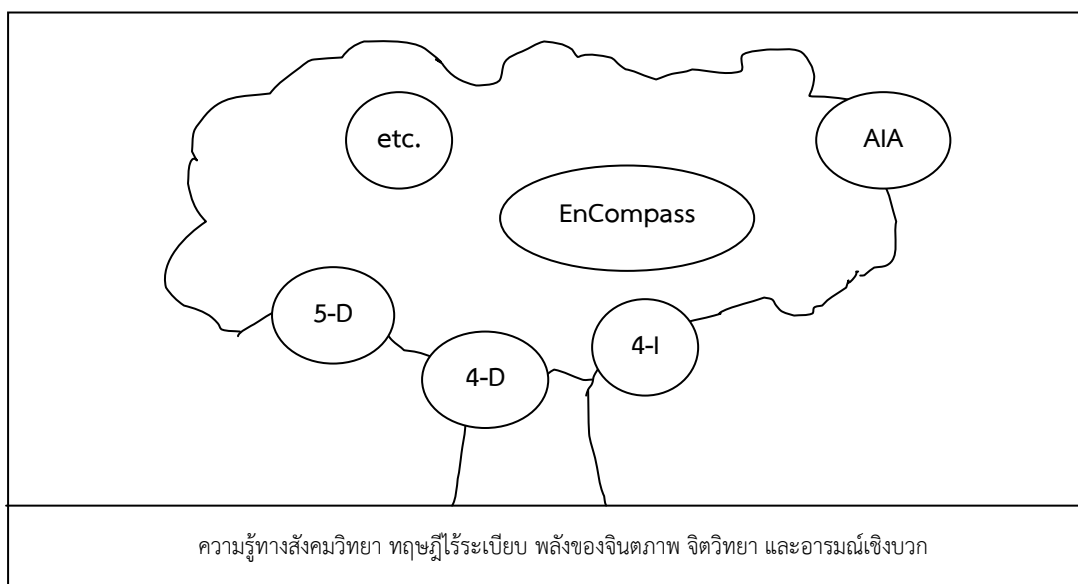 etc.
AIA
EnCompass
5-D
4-I
4-D
ความรู้ทางสังคมวิทยา ทฤษฎีไร้ระเบียบ พลังของจินตภาพ จิตวิทยา และอารมณ์เชิงบวก